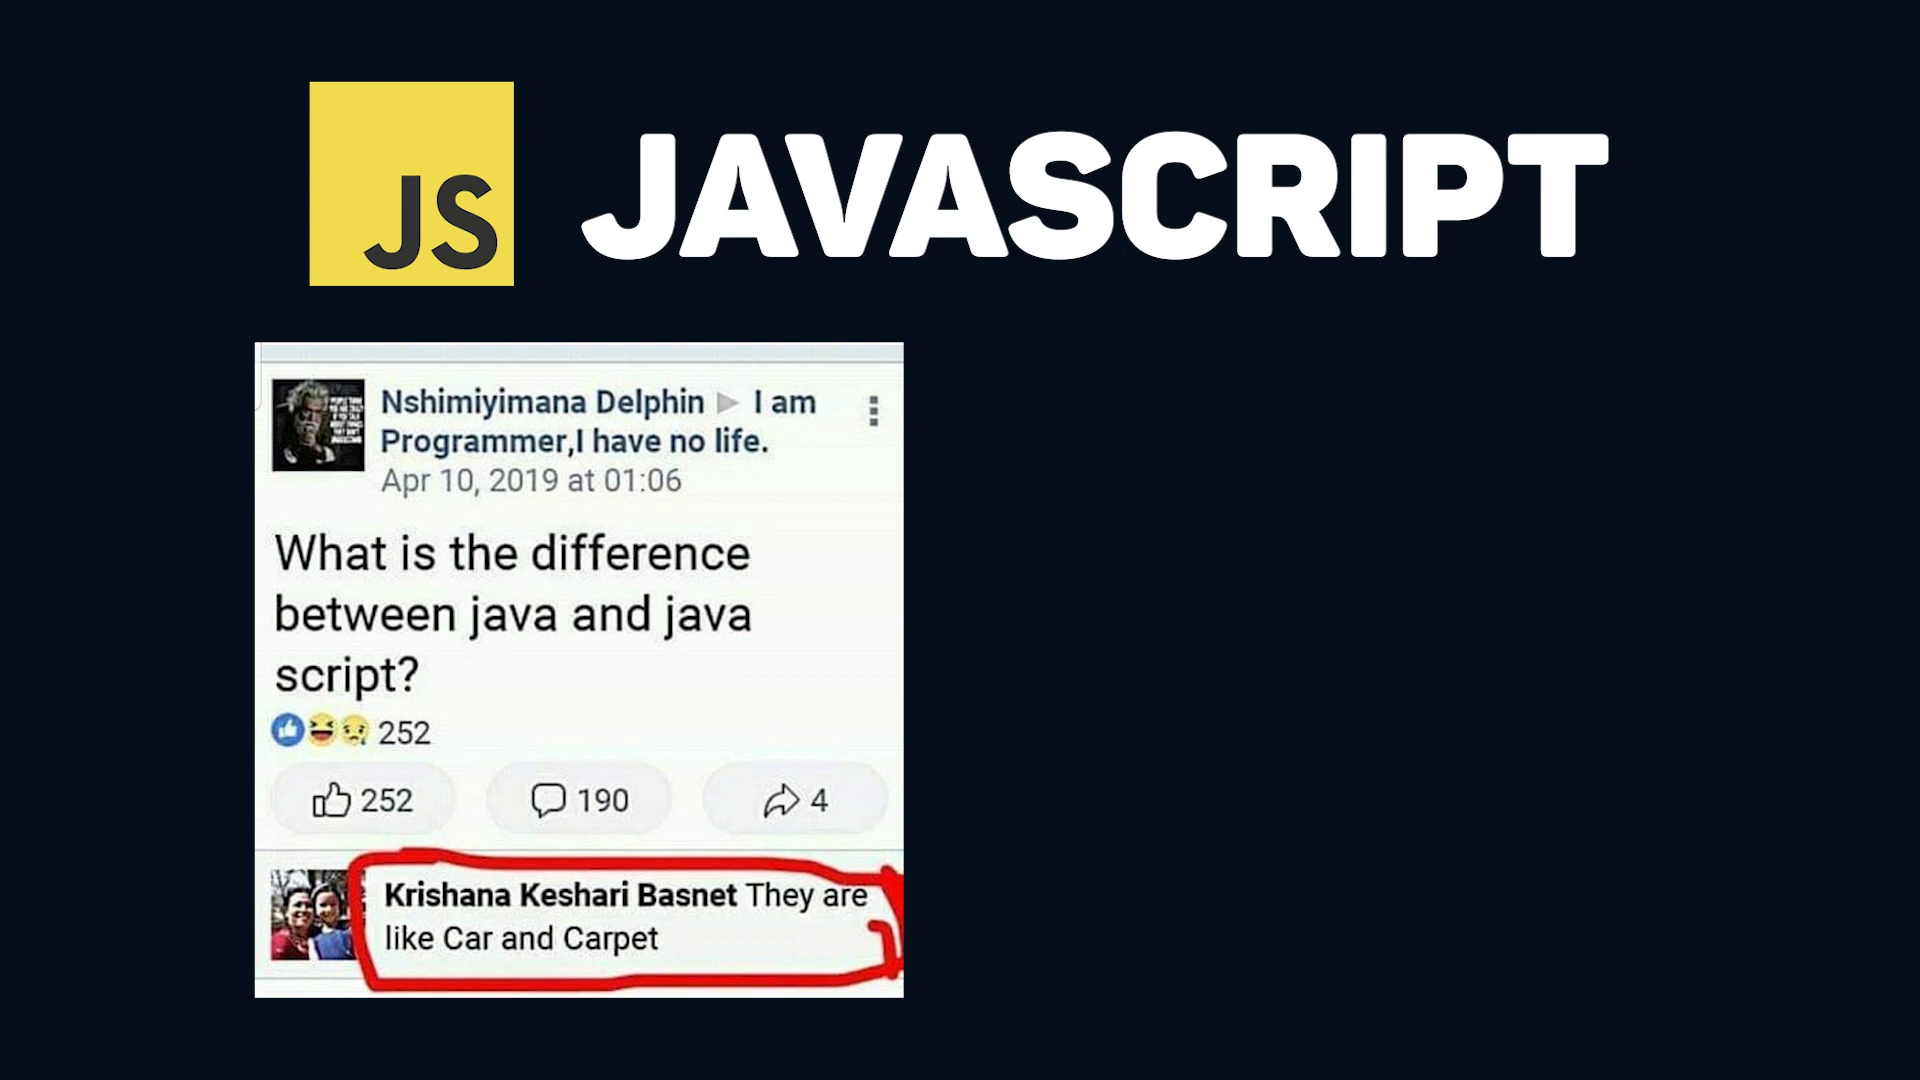 JS
JAVASCRIPT
Nshimiyimana Delphin ▶ I am
Programmer,I have no life.
Apr 10, 2019 at 01:06
What is the difference
between java and java
script?
252
252
190
4
Krishana Keshari Basnet They are
like Car and Carpet